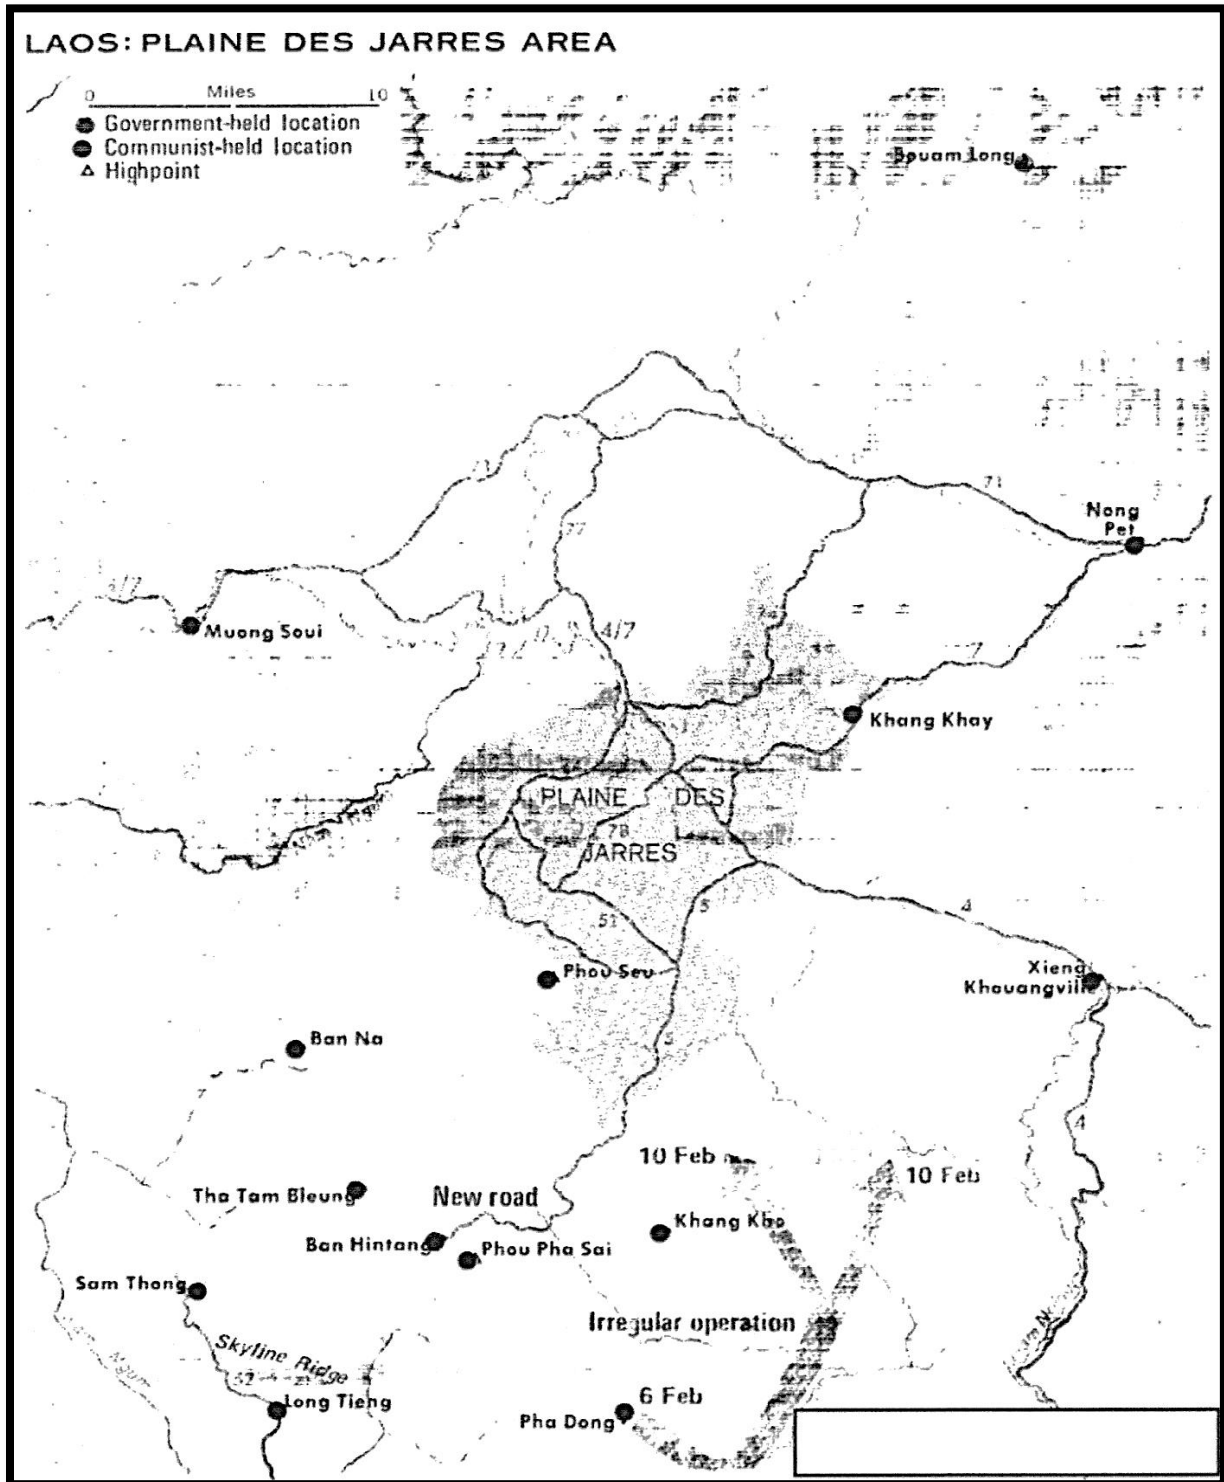 LAOS: PLAINE DES JARRES AREA
0 Miles 10
Government-held location
Communist-held location
Highpoint
Bouam Long
71
Nong
Pet
77
4/7
Muong Soui
7
Khang Khay
PLAINE DES
7B
JARRES
5
4
51
Phou Seu
Xieng
Khouangville
5
Ban Na
4
10 Feb
10 Feb
Tha Tam Bleung
New road
Khang Kho
Ban Hintang
Phou Pha Sai
Sam Thong
Irregular operation
Skyline Ridge
52
Long Tieng
6 Feb
Pha Dong